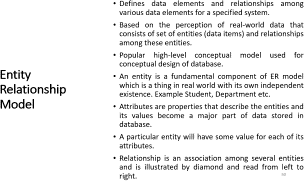 Entity
Relationship
Model
• Defines data elements and relationships among
various data elements for a specified system.
• Based on the perception of real-world data that
consists of set of entities (data items) and relationships
among these entities.
• Popular high-level conceptual model used for
conceptual design of database.
• An entity is a fundamental component of ER model
which is a thing in real world with its own independent
existence. Example Student, Department etc.
• Attributes are properties that describe the entities and
its values become a major part of data stored in
database.
• A particular entity will have some value for each of its
attributes.
• Relationship is an association among several entities
and is illustrated by diamond and read from left to
right.